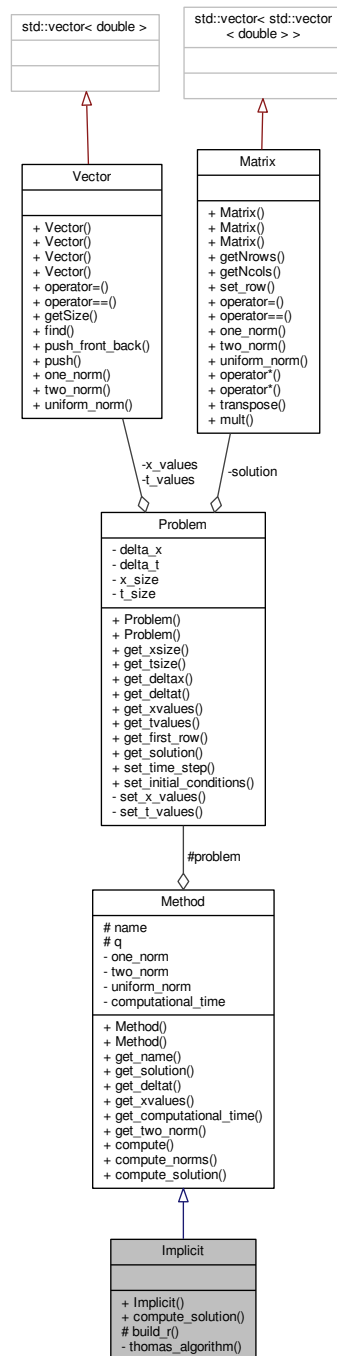 std::vector< double >
std::vector< std::vector
< double > >
Vector
+ Vector()
+ Vector()
+ Vector()
+ Vector()
+ operator=()
+ operator==()
+ getSize()
+ find()
+ push_front_back()
+ push()
+ one_norm()
+ two_norm()
+ uniform_norm()
Matrix
+ Matrix()
+ Matrix()
+ Matrix()
+ getNrows()
+ getNcols()
+ set_row()
+ operator=()
+ operator==()
+ one_norm()
+ two_norm()
+ uniform_norm()
+ operator*()
+ operator*()
+ transpose()
+ mult()
-x_values
-t_values
-solution
Problem
- delta_x
- delta_t
- x_size
- t_size
+ Problem()
+ Problem()
+ get_xsize()
+ get_tsize()
+ get_deltax()
+ get_deltat()
+ get_xvalues()
+ get_tvalues()
+ get_first_row()
+ get_solution()
+ set_time_step()
+ set_initial_conditions()
- set_x_values()
- set_t_values()
#problem
Method
# name
# q
- one_norm
- two_norm
- uniform_norm
- computational_time
+ Method()
+ Method()
+ get_name()
+ get_solution()
+ get_deltat()
+ get_xvalues()
+ get_computational_time()
+ get_two_norm()
+ compute()
+ compute_norms()
+ compute_solution()
Implicit
+ Implicit()
+ compute_solution()
# build_r()
- thomas_algorithm()